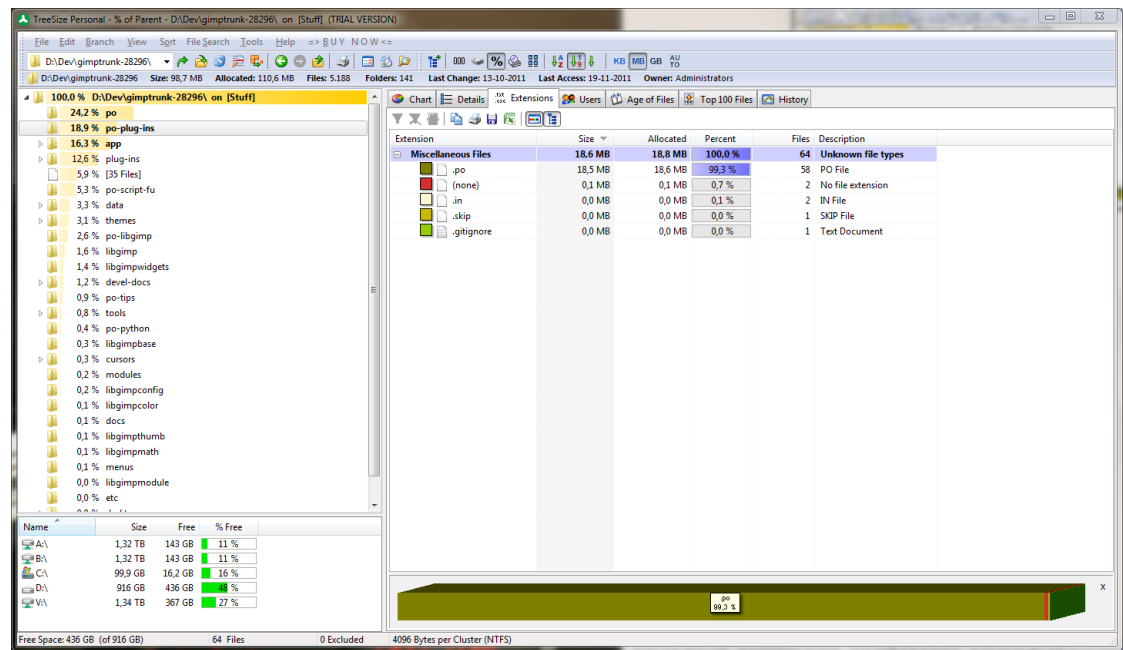 TreeSize Personal - % of Parent - D:\Dev\gimptrunk-28296\ on [Stuff] (TRIAL VERSION)
File Edit Branch View Sort File Search Tools Help => BUY NOW <=
D:\Dev\gimptrunk-28296\ 000 % KB MB GB AUTO
D:\Dev\gimptrunk-28296 Size: 98,7 MB Allocated: 110,6 MB Files: 5.188 Folders: 141 Last Change: 13-10-2011 Last Access: 19-11-2011 Owner: Administrators
100,0 % D:\Dev\gimptrunk-28296\ on [Stuff]
24,2 % po
18,9 % po-plug-ins
16,3 % app
12,6 % plug-ins
5,9 % [35 Files]
5,3 % po-script-fu
3,3 % data
3,1 % themes
2,6 % po-libgimp
1,6 % libgimp
1,4 % libgimpwidgets
1,2 % devel-docs
0,9 % po-tips
0,8 % tools
0,4 % po-python
0,3 % libgimpbase
0,3 % cursors
0,2 % modules
0,2 % libgimpconfig
0,1 % libgimpcolor
0,1 % docs
0,1 % libgimpthumb
0,1 % libgimpmath
0,1 % menus
0,0 % libgimpmodule
0,0 % etc
Name Size Free % Free
A:\ 1,32 TB 143 GB 11 %
B:\ 1,32 TB 143 GB 11 %
C:\ 99,9 GB 16,2 GB 16 %
D:\ 916 GB 436 GB 48 %
V:\ 1,34 TB 367 GB 27 %
Chart Details Extensions Users Age of Files Top 100 Files History
Extension Size Allocated Percent Files Description
Miscellaneous Files 18,6 MB 18,8 MB 100,0 % 64 Unknown file types
.po 18,5 MB 18,6 MB 99,3 % 58 PO File
(none) 0,1 MB 0,1 MB 0,7 % 2 No file extension
.in 0,0 MB 0,0 MB 0,1 % 2 IN File
.skip 0,0 MB 0,0 MB 0,0 % 1 SKIP File
.gitignore 0,0 MB 0,0 MB 0,0 % 1 Text Document
x
.po
99,3 %
Free Space: 436 GB (of 916 GB) 64 Files 0 Excluded 4096 Bytes per Cluster (NTFS)